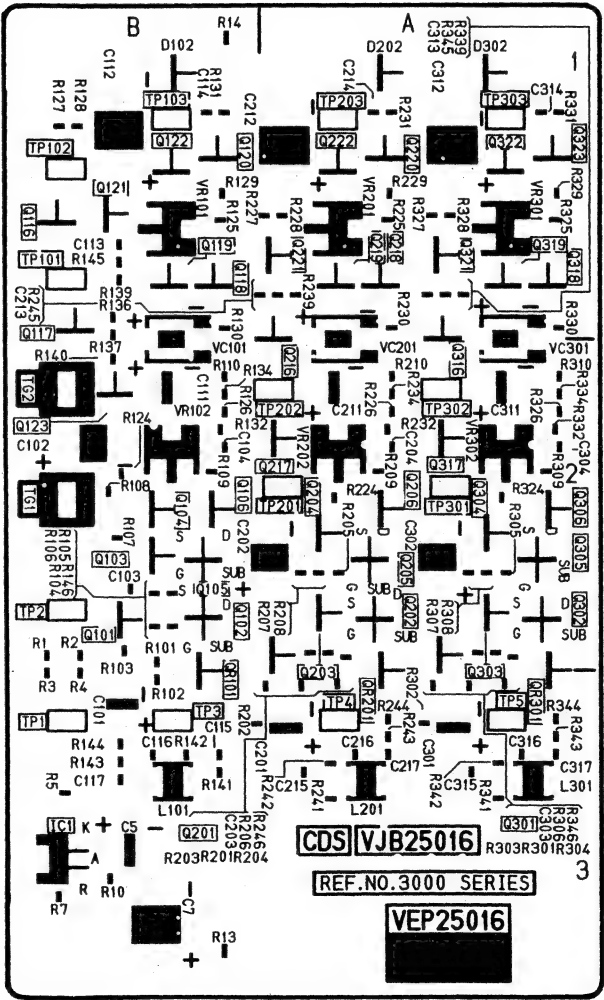 B
A
R14
C112
D102
D202
C313
R345
R339
D302
1
R127
R128
TP103
C114
R131
C212
C214
TP203
R231
C312
TP303
C314
R331
TP102
Q122
Q120
Q222
Q220
Q322
Q323
Q121
VR101
R129
R227
VR201
R229
VR301
R329
Q116
R125
R228
R225
R327
R328
R325
C113
Q119
Q221
Q219
Q218
Q321
Q319
TP101
R145
Q118
Q318
C213
R245
R139
R136
R239
Q117
R137
R130
R230
R330
VC101
VC201
VC301
R140
R110
R134
Q216
R210
Q316
R310
TG2
C111
R126
TP202
C211
R226
R234
TP302
C311
R326
R334
Q123
R124
VR102
R132
VR202
R232
VR302
R332
C102
C104
C204
C304
R109
Q217
R209
Q317
R309
2
TG1
R108
Q106
TP201
Q204
R224
Q206
TP301
Q304
R324
Q306
R107
Q104
S
D
C202
R205
S
D
C302
R305
S
D
Q305
R106
R105
Q103
R104
R146
C103
G
SUB
Q205
SUB
TP2
S
IQ105
D
G
S
SUB
D
G
S
D
Q302
Q101
Q102
R207
R208
Q202
R307
R308
R1
R2
G
SUB
G
SUB
G
SUB
R103
R101
R3
R4
QR101
Q203
R302
Q303
C101
R102
TP1
TP3
C115
R202
TP4
QR201
R244
R243
TP5
QR301
R344
R343
R144
C116
R142
C201
C216
C301
C316
R143
C217
C317
R5
C117
R141
R242
C215
R342
C315
L301
L101
R241
L201
R341
IC1
K
C5
Q201
C203
R206
R246
Q301
C303
R306
R346
A
R203
R201
R204
CDS
VJB25016
R303
R301
R304
R
3
R7
R10
REF.NO.3000 SERIES
C7
VEP25016
R13